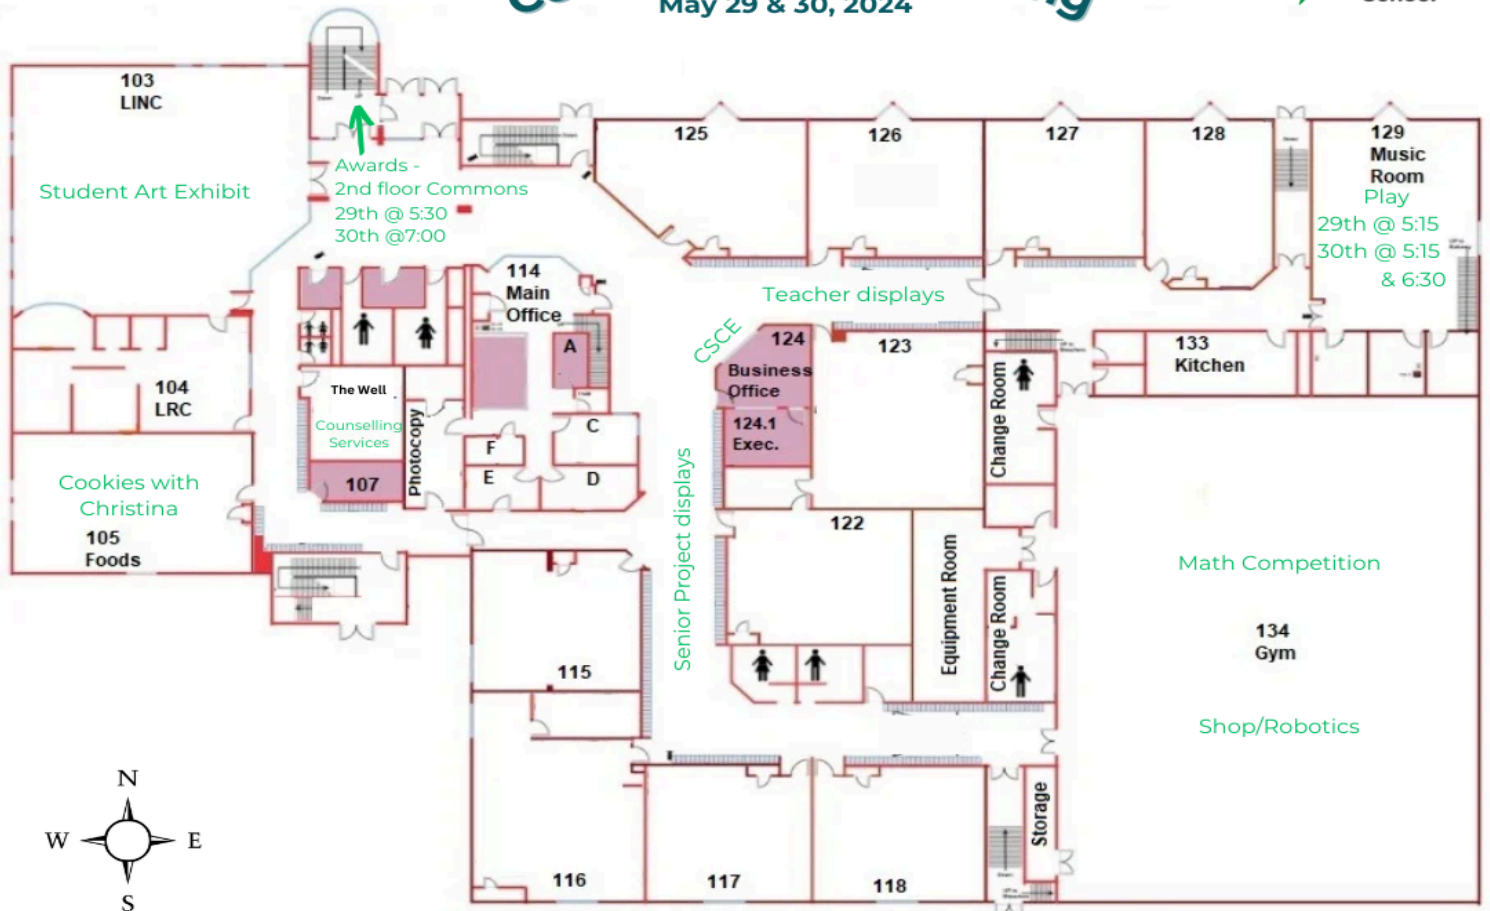 May 29 & 30, 2024
103
LINC
Student Art Exhibit
Awards -
2nd floor Commons
29th @ 5:30
30th @7:00
125
126
127
128
129
Music
Room
Play
29th @ 5:15
30th @ 5:15
& 6:30
114
Main
Office
Teacher displays
CSCE
124
Business
Office
124.1
Exec.
123
133
Kitchen
Change Room
A
C
D
E
F
The Well
Counselling
Services
107
Photocopy
104
LRC
Cookies with
Christina
105
Foods
Senior Project displays
122
Equipment Room
Change Room
Math Competition
134
Gym
Shop/Robotics
115
116
117
118
Storage
N
W
E
S